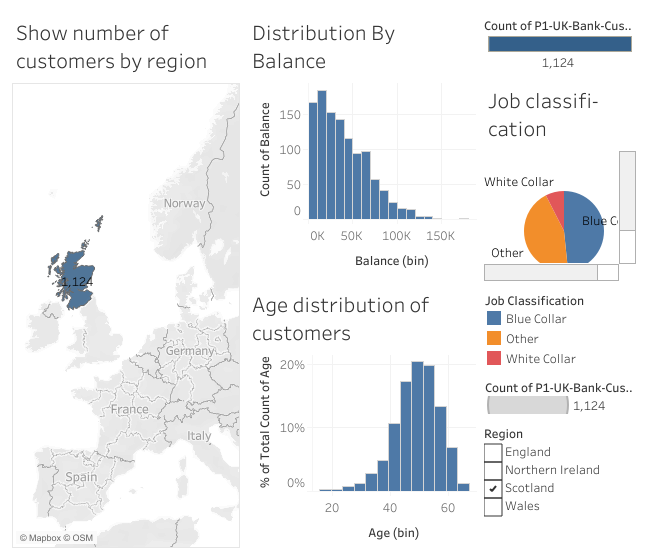 Show number of
customers by region
Norway
1,124
Germany
France
Italy
Spain
© Mapbox © OSM
Distribution By
Balance
Count of Balance
150
100
50
0
0K 50K 100K 150K
Balance (bin)
Age distribution of
customers
% of Total Count of Age
20%
10%
0%
20 40 60
Age (bin)
Count of P1-UK-Bank-Cus..
1,124
Job classifi-
cation
White Collar
Blue C
Other
Job Classification
Blue Collar
Other
White Collar
Count of P1-UK-Bank-Cus..
1,124
Region
England
Northern Ireland
Scotland
Wales